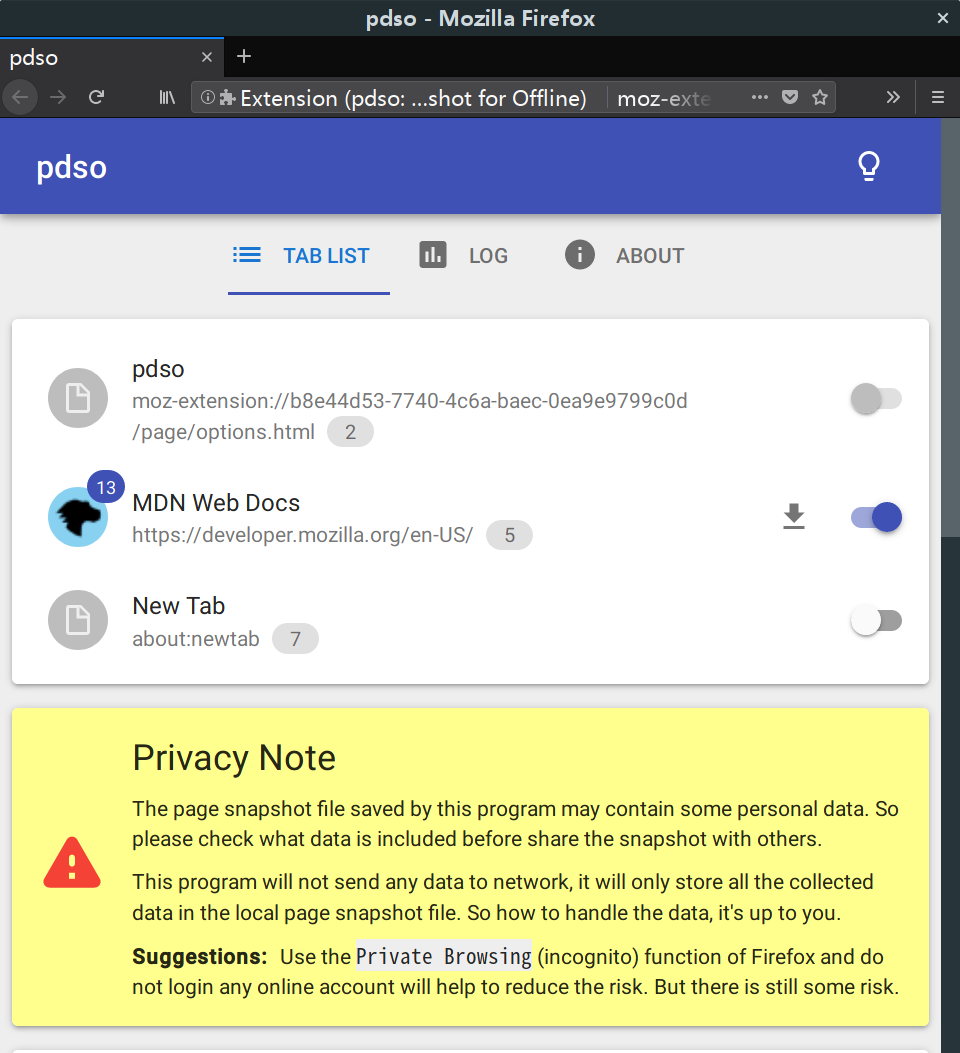 pdso - Mozilla Firefox
pdso
Extension (pdso: ...shot for Offline) moz-exte
pdso
TAB LIST LOG ABOUT
pdso
moz-extension://b8e44d53-7740-4c6a-baec-0ea9e9799c0d
/page/options.html 2
13
MDN Web Docs
https://developer.mozilla.org/en-US/ 5
New Tab
about:newtab 7
Privacy Note
The page snapshot file saved by this program may contain some personal data. So
please check what data is included before share the snapshot with others.
This program will not send any data to network, it will only store all the collected
data in the local page snapshot file. So how to handle the data, it's up to you.
Suggestions: Use the Private Browsing (incognito) function of Firefox and do
not login any online account will help to reduce the risk. But there is still some risk.